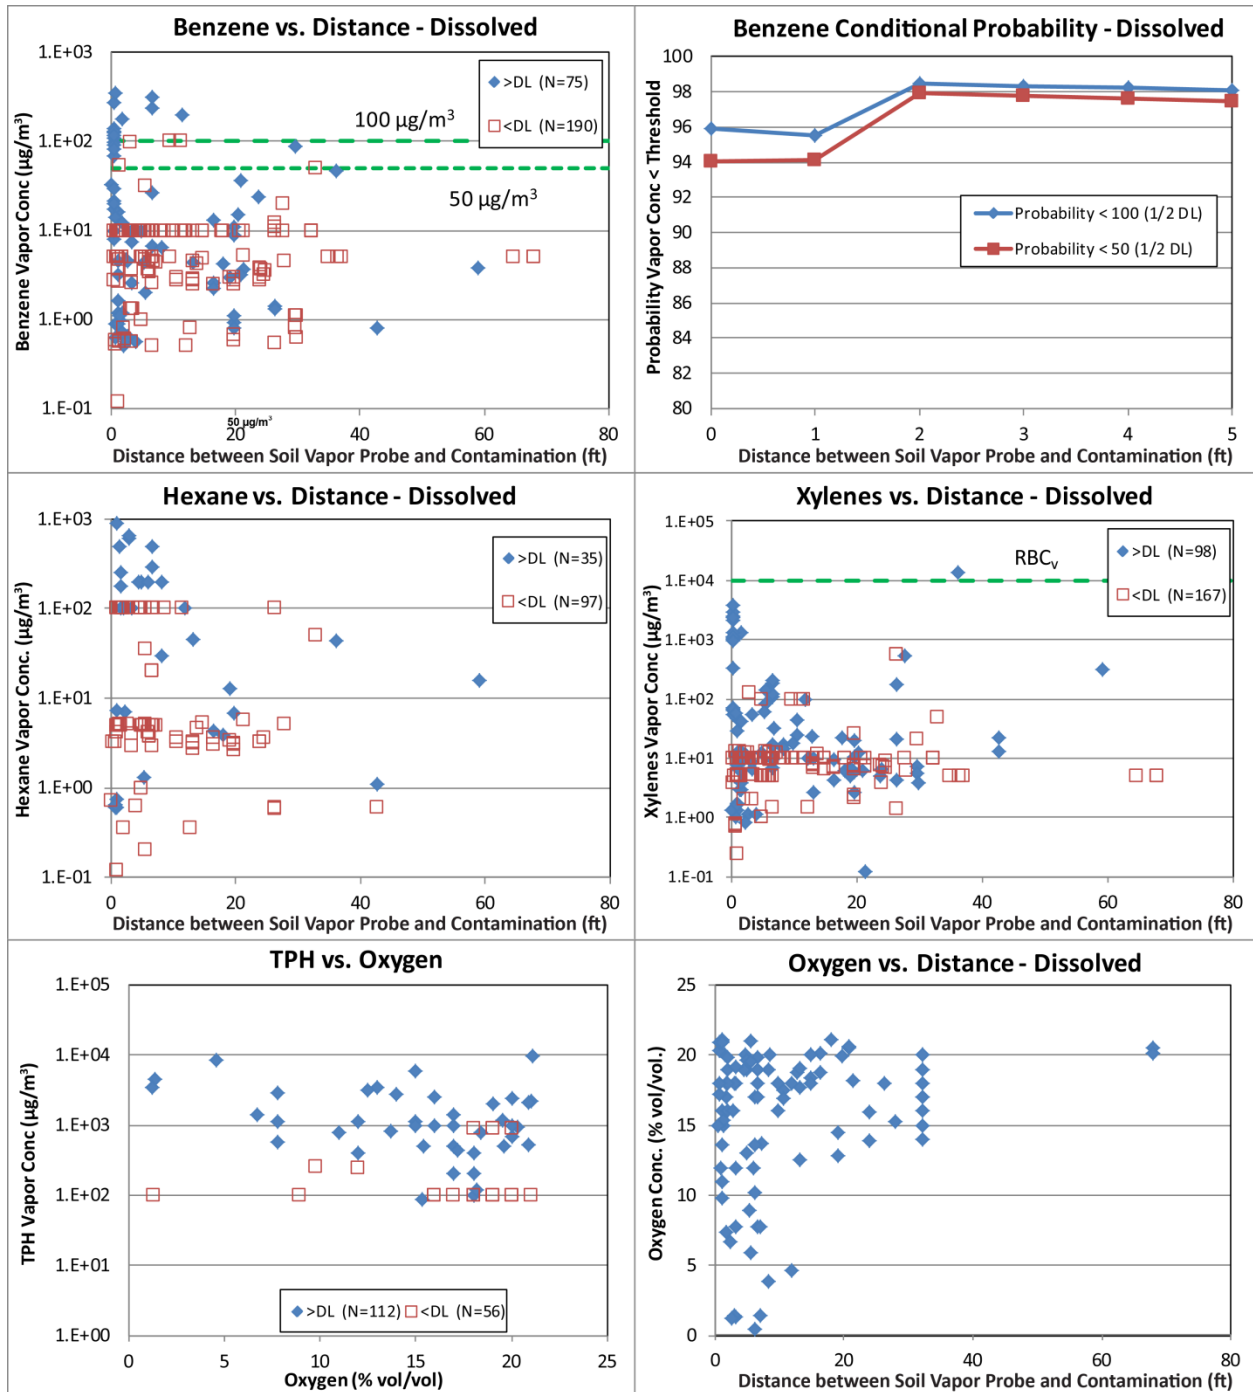 Benzene vs. Distance - Dissolved
1.E+03
1.E+02
1.E+01
1.E+00
1.E-01
Benzene Vapor Conc (µg/m³)
>DL (N=75)
<DL (N=190)
100 µg/m³
50 µg/m³
50 µg/m³
0 20 40 60 80
Distance between Soil Vapor Probe and Contamination (ft)
Benzene Conditional Probability - Dissolved
100
98
96
94
92
90
88
86
84
82
80
Probability Vapor Conc < Threshold
Probability < 100 (1/2 DL)
Probability < 50 (1/2 DL)
0 1 2 3 4 5
Distance between Soil Vapor Probe and Contamination (ft)
Hexane vs. Distance - Dissolved
1.E+03
1.E+02
1.E+01
1.E+00
1.E-01
Hexane Vapor Conc. (µg/m³)
>DL (N=35)
<DL (N=97)
0 20 40 60 80
Distance between Soil Vapor Probe and Contamination (ft)
Xylenes vs. Distance - Dissolved
1.E+05
1.E+04
1.E+03
1.E+02
1.E+01
1.E+00
1.E-01
Xylenes Vapor Conc (µg/m³)
RBCv
>DL (N=98)
<DL (N=167)
0 20 40 60 80
Distance between Soil Vapor Probe and Contamination (ft)
TPH vs. Oxygen
1.E+05
1.E+04
1.E+03
1.E+02
1.E+01
1.E+00
TPH Vapor Conc (µg/m³)
>DL (N=112) <DL (N=56)
0 5 10 15 20 25
Oxygen (% vol/vol)
Oxygen vs. Distance - Dissolved
25
20
15
10
5
0
Oxygen Conc. (% vol/vol.)
0 20 40 60 80
Distance between Soil Vapor Probe and Contamination (ft)